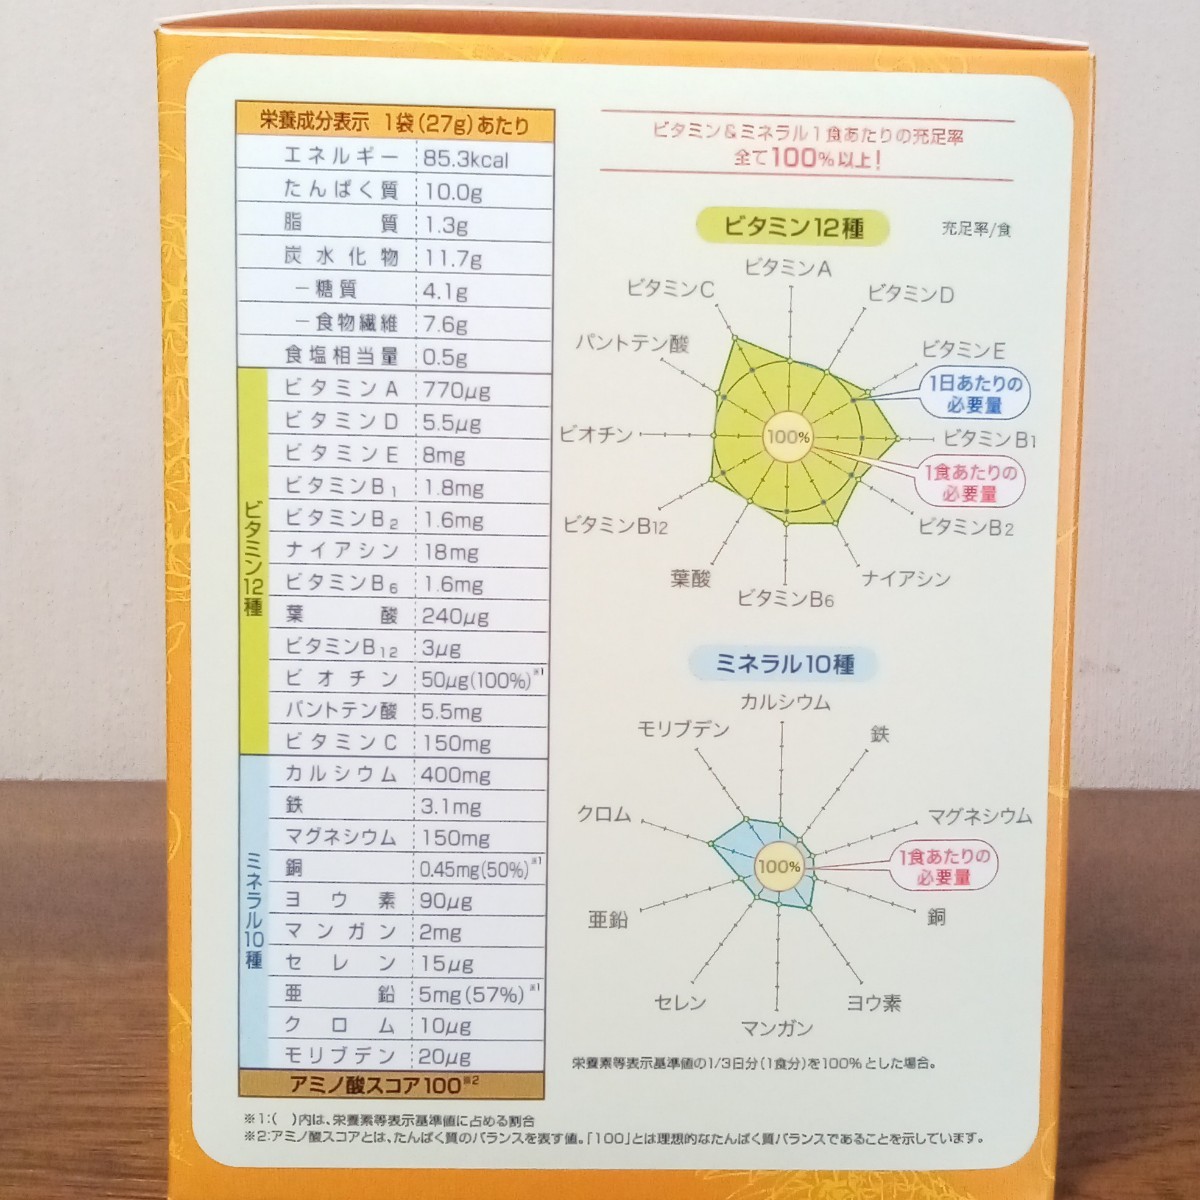 栄養成分表示 1袋(27g)あたり
エネルギー 85.3kcal
たんぱく質 10.0g
脂質 1.3g
炭水化物 11.7g
－糖質 4.1g
－食物繊維 7.6g
食塩相当量 0.5g
ビタミン12種
ビタミンA 770μg
ビタミンD 5.5μg
ビタミンE 8mg
ビタミンB1 1.8mg
ビタミンB2 1.6mg
ナイアシン 18mg
ビタミンB6 1.6mg
葉酸 240μg
ビタミンB12 3μg
ビオチン 50μg(100%)※1
パントテン酸 5.5mg
ビタミンC 150mg
ミネラル10種
カルシウム 400mg
鉄 3.1mg
マグネシウム 150mg
銅 0.45mg(50%)※1
ヨウ素 90μg
マンガン 2mg
セレン 15μg
亜鉛 5mg(57%)※1
クロム 10μg
モリブデン 20μg
アミノ酸スコア100※2
ビタミン&ミネラル1食あたりの充足率
全て100%以上!
ビタミン12種
充足率/食
ビタミンA
ビタミンC
ビタミンD
パントテン酸
ビタミンE
1日あたりの
必要量
ビオチン
100%
ビタミンB1
1食あたりの
必要量
ビタミンB12
ビタミンB2
葉酸
ナイアシン
ビタミンB6
ミネラル10種
カルシウム
モリブデン
鉄
クロム
マグネシウム
100%
1食あたりの
必要量
亜鉛
銅
セレン
ヨウ素
マンガン
栄養素等表示基準値の1/3日分(1食分)を100%とした場合。
※1:( )内は、栄養素等表示基準値に占める割合
※2:アミノ酸スコアとは、たんぱく質のバランスを表す値。「100」とは理想的なたんぱく質バランスであることを示しています。